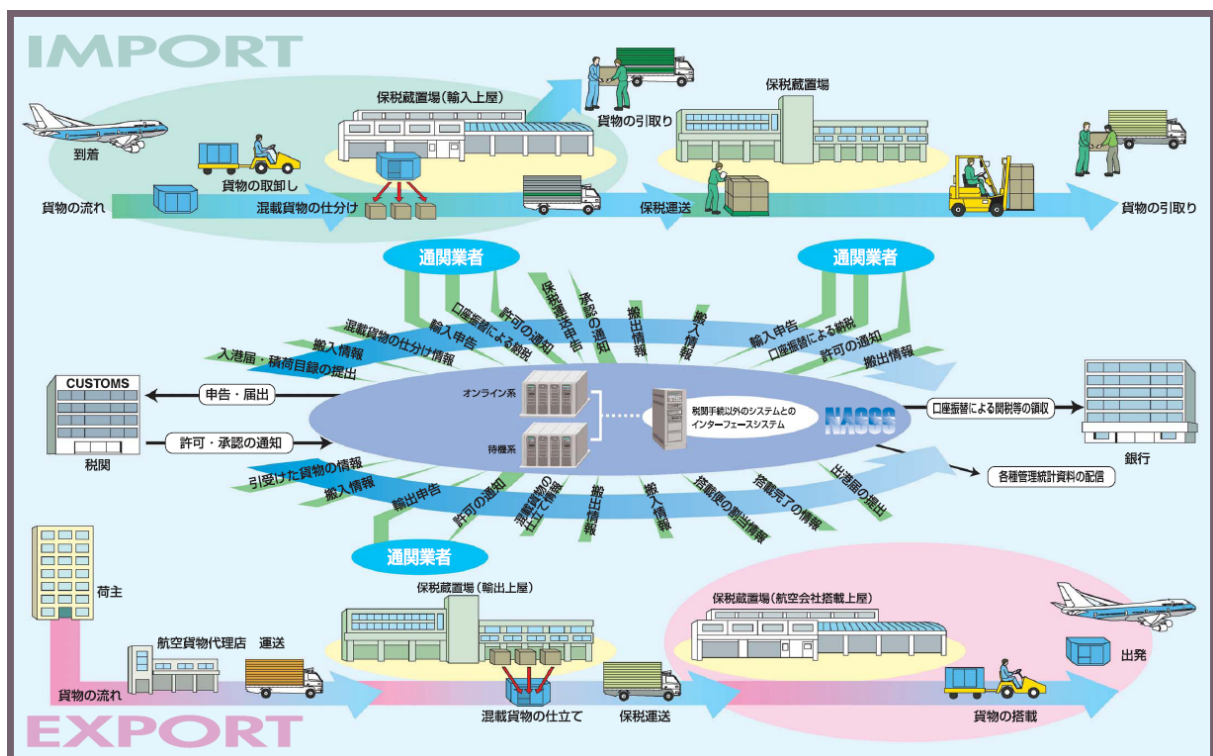 IMPORT
到着
貨物の取卸し
保税蔵置場(輸入上屋)
貨物の引取り
保税蔵置場
貨物の流れ
混載貨物の仕分け
保税運送
貨物の引取り
通関業者
通関業者
入港届・積荷目録の提出
搬入情報
混載貨物の仕分け情報
輸入申告
口座振替による納税
許可の通知
保税運送申告
承認の通知
搬出情報
搬入情報
輸入申告
口座振替による納税
許可の通知
搬出情報
CUSTOMS
税関
申告・届出
許可・承認の通知
オンライン系
待機系
税関手続以外のシステムとの
インターフェースシステム
NACCS
口座振替による関税等の領収
各種管理統計資料の配信
銀行
引受けた貨物の情報
搬入情報
輸出申告
許可の通知
混載貨物の
仕立て情報
搬出情報
搬入情報
搭載便の割当情報
搭載完了の情報
出港届の提出
通関業者
荷主
航空貨物代理店
運送
保税蔵置場(輸出上屋)
保税蔵置場(航空会社搭載上屋)
出発
貨物の流れ
混載貨物の仕立て
保税運送
貨物の搭載
EXPORT